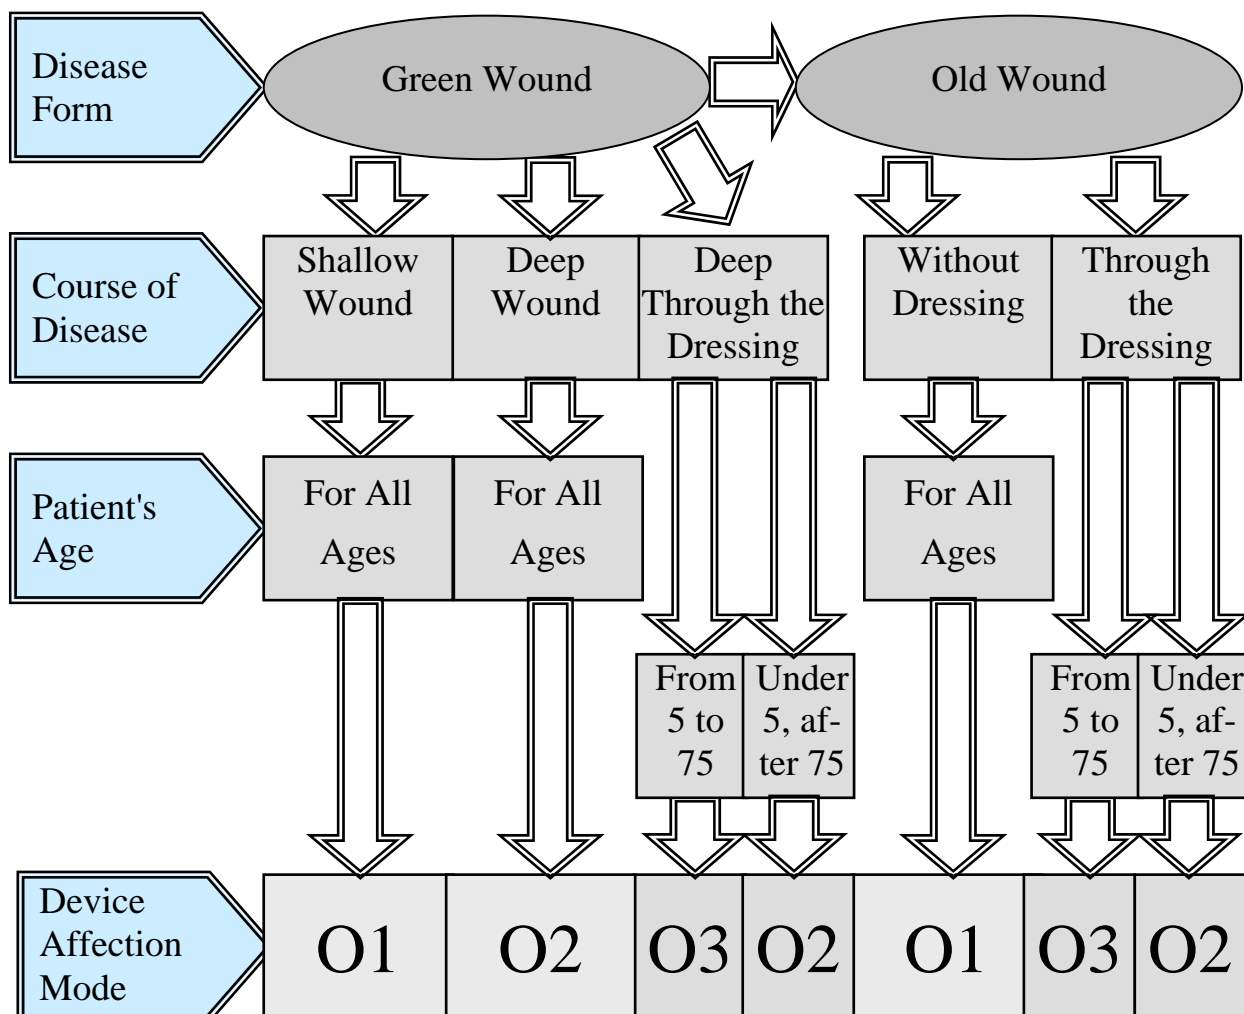 Disease
Form
Green Wound
Old Wound
Course of
Disease
Shallow
Wound
Deep
Wound
Deep
Through the
Dressing
Without
Dressing
Through
the
Dressing
Patient's
Age
For All
Ages
For All
Ages
For All
Ages
From
5 to
75
Under
5, af-
ter 75
From
5 to
75
Under
5, af-
ter 75
Device
Affection
Mode
O1
O2
O3
O2
O1
O3
O2